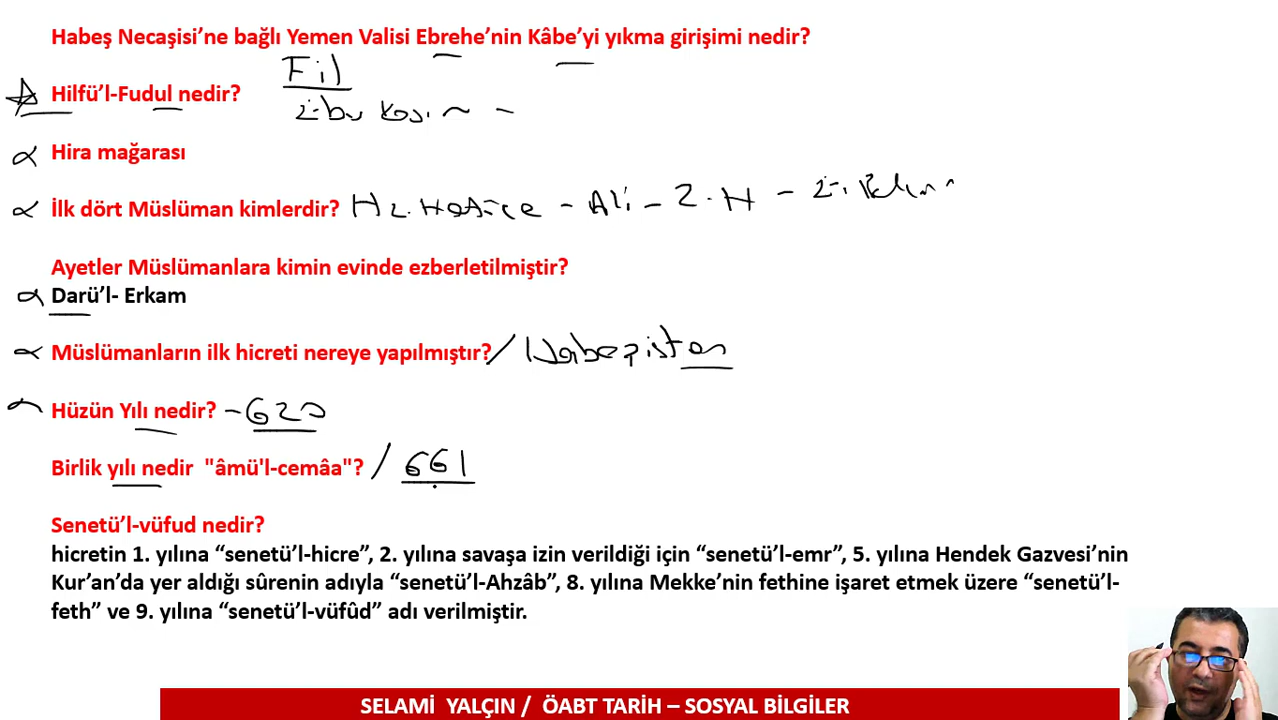 Habeş Necaşisi’ne bağlı Yemen Valisi Ebrehe’nin Kâbe’yi yıkma girişimi nedir?
Fil
Hilfü’l-Fudul nedir?
Hira mağarası
İlk dört Müslüman kimlerdir? Hz. Hatice - Ali - Z. H -
Ayetler Müslümanlara kimin evinde ezberletilmiştir?
Darü’l- Erkam
Müslümanların ilk hicreti nereye yapılmıştır? / Habeşistan
Hüzün Yılı nedir? - 620
Birlik yılı nedir "âmü'l-cemâa"? / 661
Senetü’l-vüfud nedir?
hicretin 1. yılına “senetü’l-hicre”, 2. yılına savaşa izin verildiği için “senetü’l-emr”, 5. yılına Hendek Gazvesi’nin
Kur’an’da yer aldığı sûrenin adıyla “senetü’l-Ahzâb”, 8. yılına Mekke’nin fethine işaret etmek üzere “senetü’l-
feth” ve 9. yılına “senetü’l-vüfûd” adı verilmiştir.
SELAMİ YALÇIN / ÖABT TARİH – SOSYAL BİLGİLER